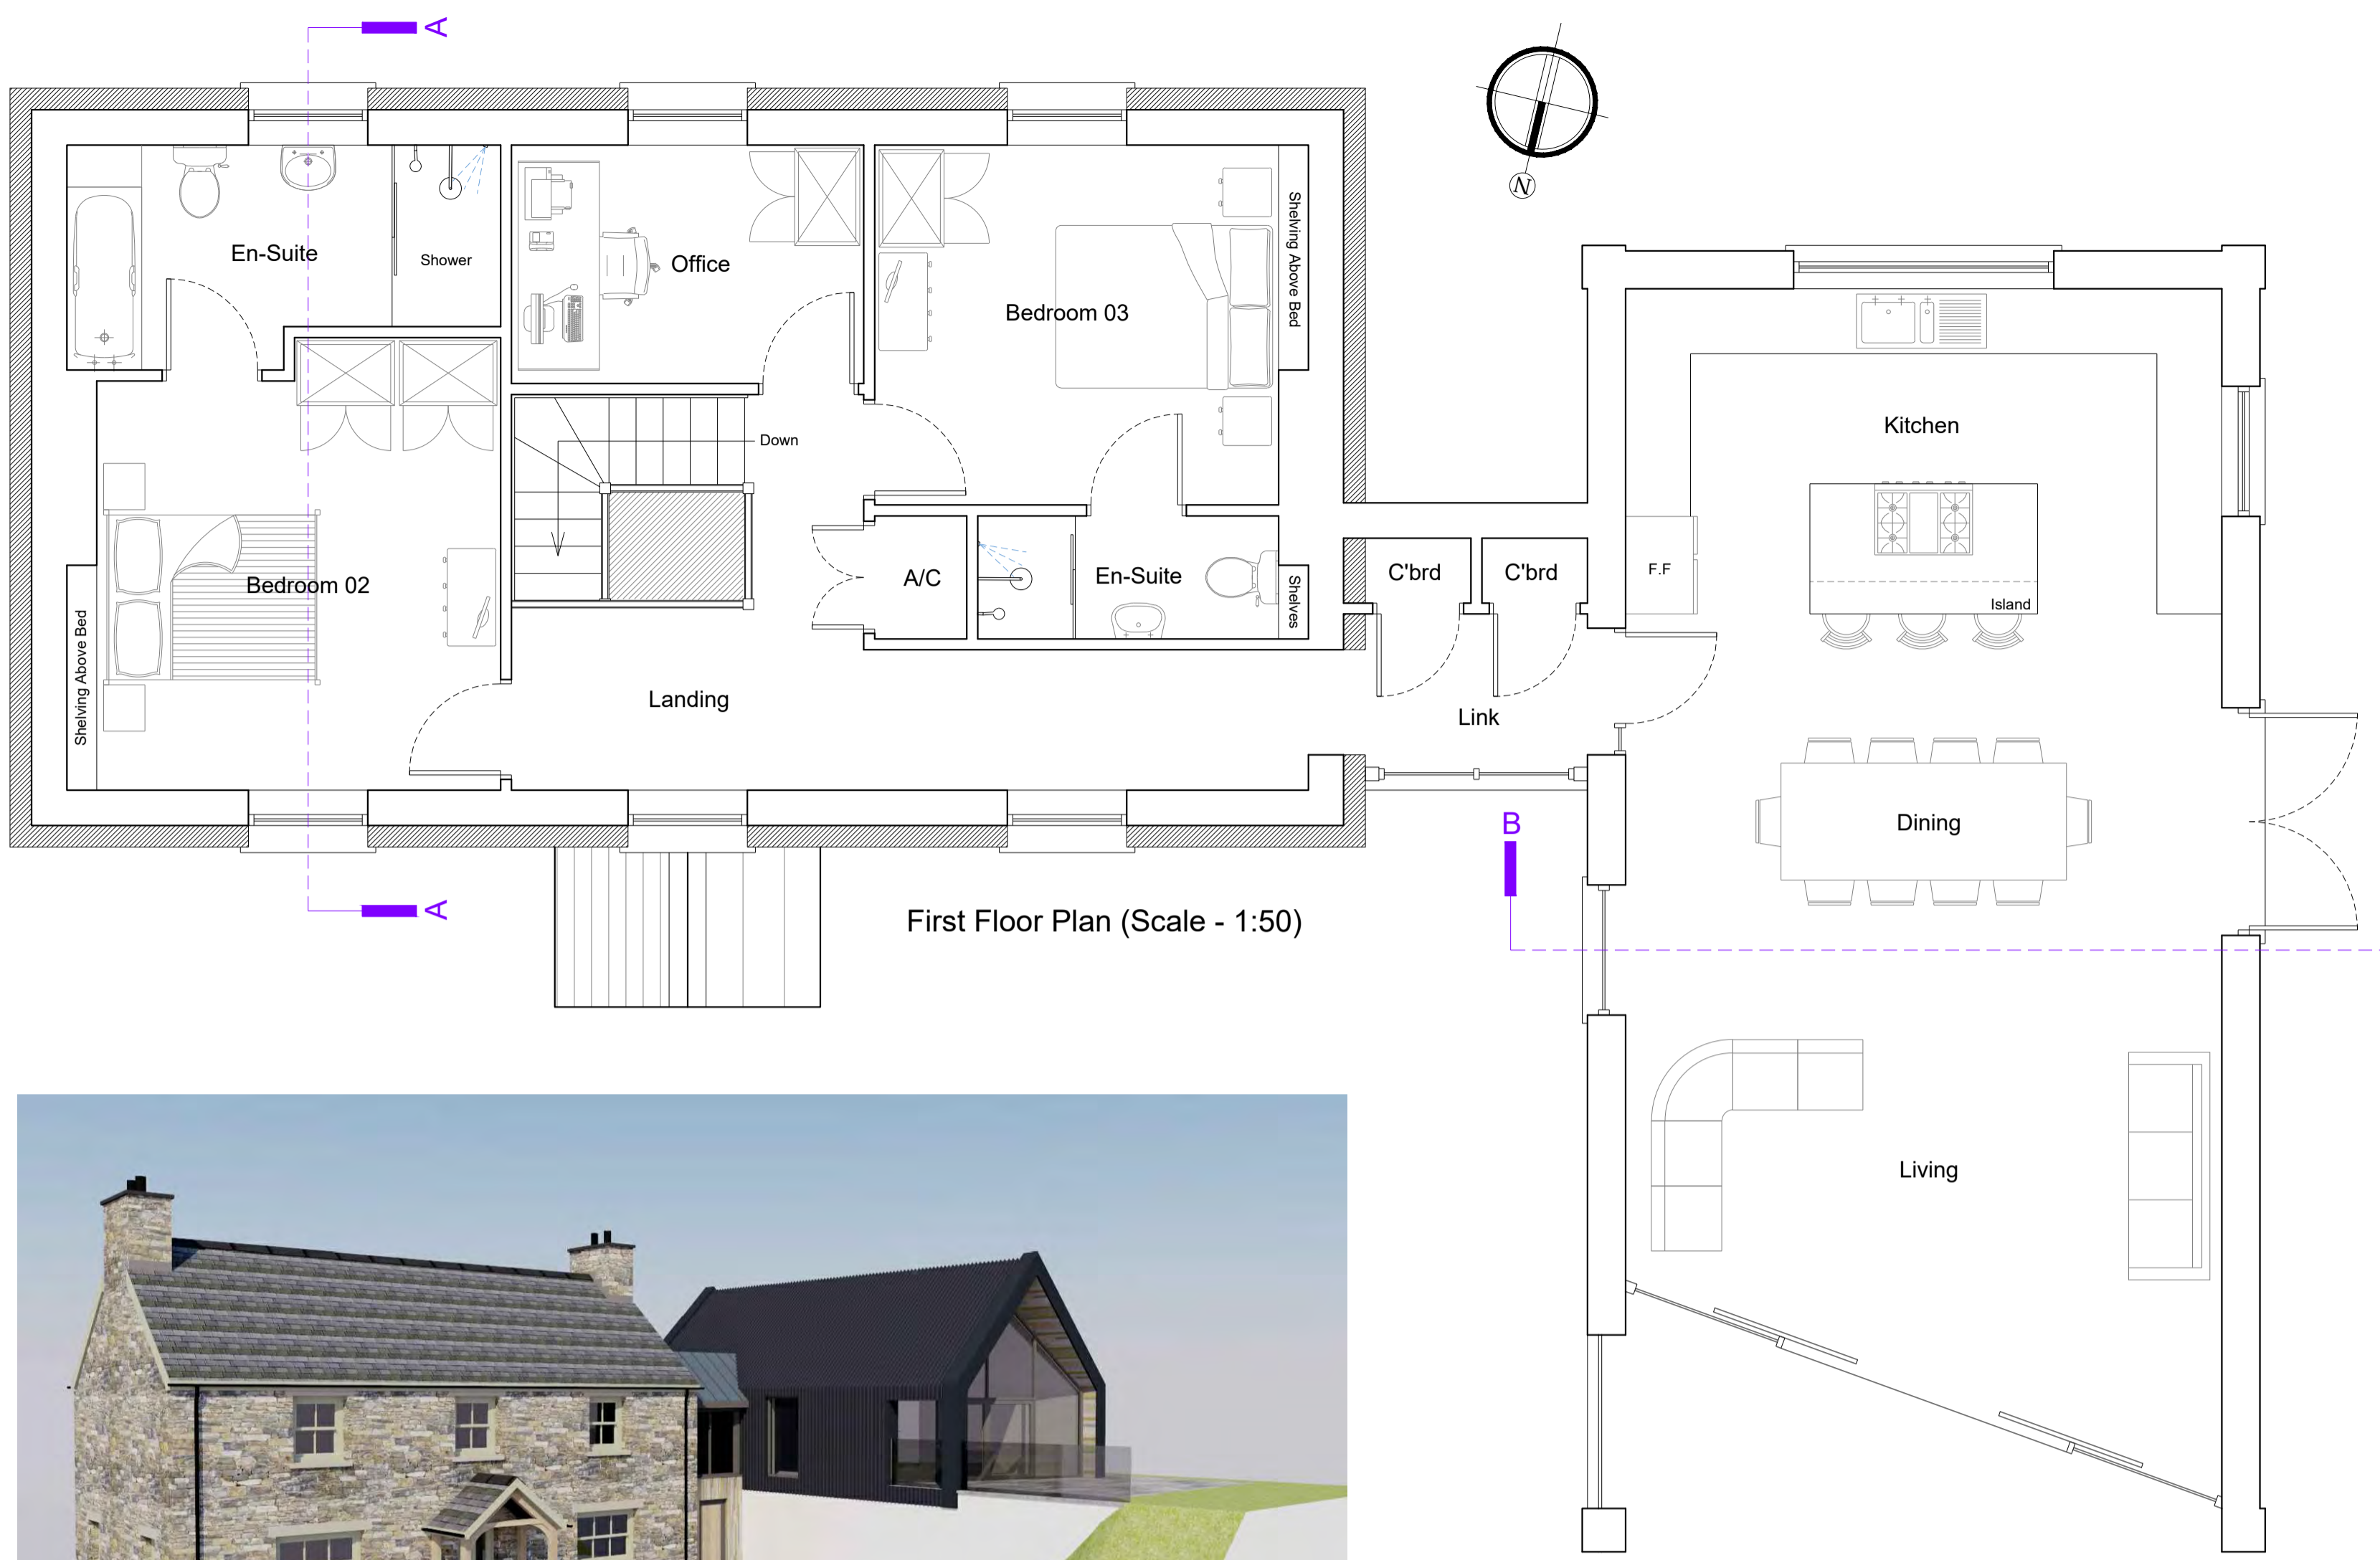 A
N
En-Suite
Shower
Office
Bedroom 03
Shelving Above Bed
Kitchen
Down
F.F
Island
A/C
En-Suite
Shelves
C'brd
C'brd
Bedroom 02
Shelving Above Bed
Landing
Link
B
Dining
A
First Floor Plan (Scale - 1:50)
Living